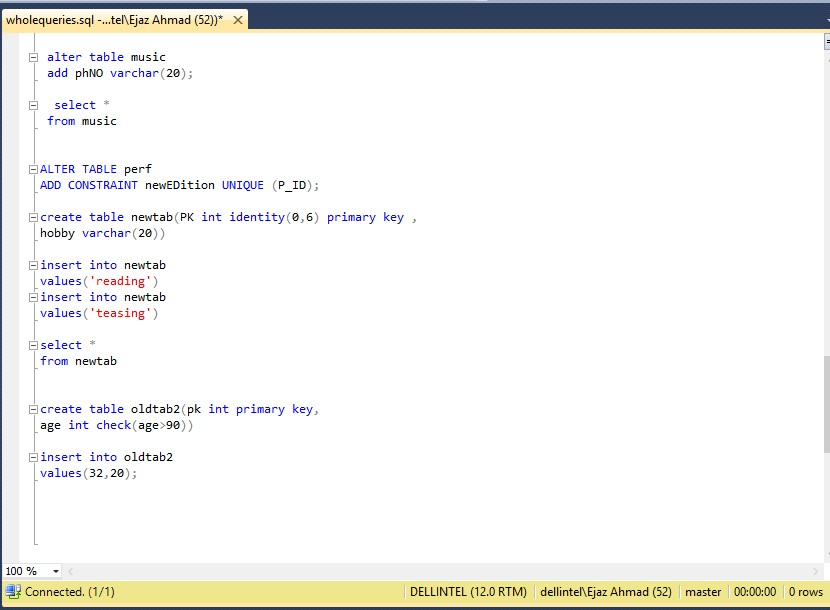 wholequeries.sql -...tel\Ejaz Ahmad (52))*
alter table music
add phNO varchar(20);
select *
from music
ALTER TABLE perf
ADD CONSTRAINT newEDition UNIQUE (P_ID);
create table newtab(PK int identity(0,6) primary key ,
hobby varchar(20))
insert into newtab
values('reading')
insert into newtab
values('teasing')
select *
from newtab
create table oldtab2(pk int primary key,
age int check(age>90))
insert into oldtab2
values(32,20);
100 %
Connected. (1/1) DELLINTEL (12.0 RTM) dellintel\Ejaz Ahmad (52) master 00:00:00 0 rows